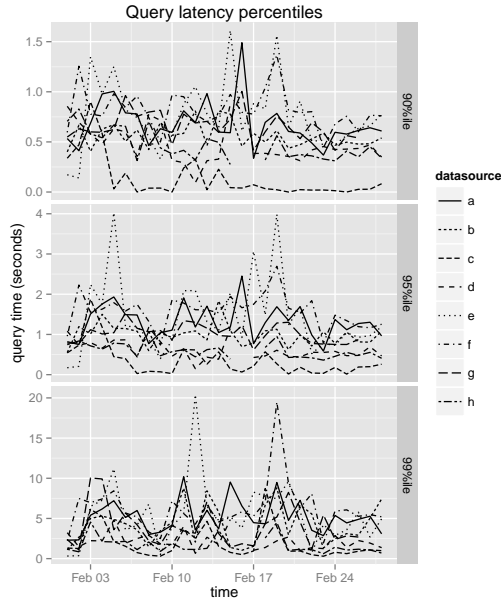 Query latency percentiles
1.5
1.0
0.5
0.0
90%ile
4
3
2
1
0
95%ile
20
15
10
5
0
99%ile
query time (seconds)
Feb 03 Feb 10 Feb 17 Feb 24
time
datasource
a
b
c
d
e
f
g
h